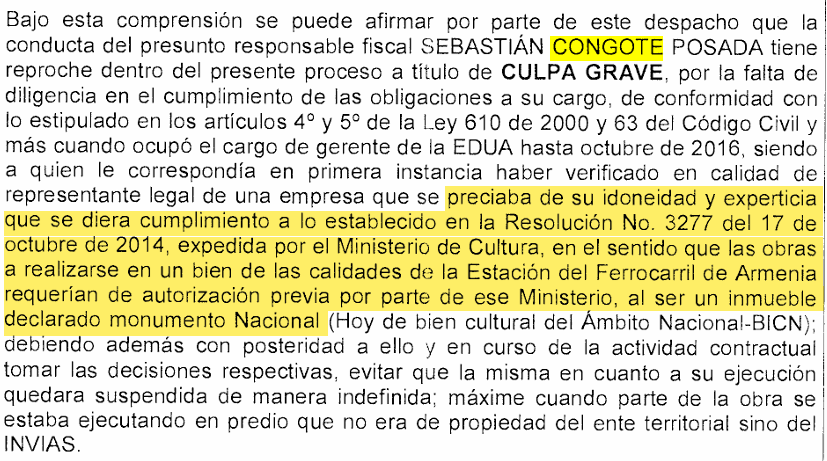 Bajo esta comprensión se puede afirmar por parte de este despacho que la
conducta del presunto responsable fiscal SEBASTIÁN CONGOTE POSADA tiene
reproche dentro del presente proceso a título de CULPA GRAVE, por la falta de
diligencia en el cumplimiento de las obligaciones a su cargo, de conformidad con
lo estipulado en los artículos 4º y 5º de la Ley 610 de 2000 y 63 del Código Civil y
más cuando ocupó el cargo de gerente de la EDUA hasta octubre de 2016, siendo
a quien le correspondía en primera instancia haber verificado en calidad de
representante legal de una empresa que se preciaba de su idoneidad y experticia
que se diera cumplimiento a lo establecido en la Resolución No. 3277 del 17 de
octubre de 2014, expedida por el Ministerio de Cultura, en el sentido que las obras
a realizarse en un bien de las calidades de la Estación del Ferrocarril de Armenia
requerían de autorización previa por parte de ese Ministerio, al ser un inmueble
declarado monumento Nacional (Hoy de bien cultural del Ámbito Nacional-BICN);
debiendo además con posteridad a ello y en curso de la actividad contractual
tomar las decisiones respectivas, evitar que la misma en cuanto a su ejecución
quedara suspendida de manera indefinida; máxime cuando parte de la obra se
estaba ejecutando en predio que no era de propiedad del ente territorial sino del
INVIAS.